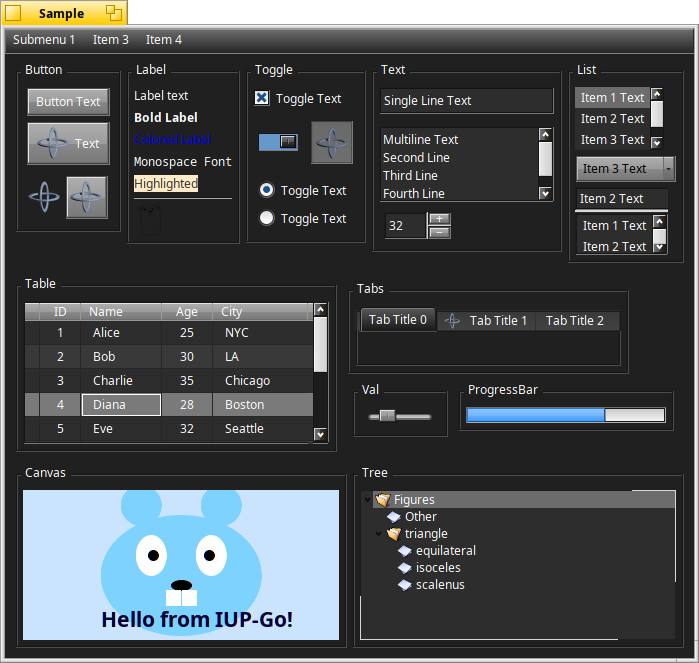 Sample
Submenu 1 Item 3 Item 4
Button
Button Text
Text
Label
Label text
Bold Label
Colored Label
Monospace Font
Highlighted
Toggle
Toggle Text
Toggle Text
Toggle Text
Text
Single Line Text
Multiline Text
Second Line
Third Line
Fourth Line
32
List
Item 1 Text
Item 2 Text
Item 3 Text
Item 3 Text
Item 2 Text
Item 1 Text
Item 2 Text
Table
ID Name Age City
1 Alice 25 NYC
2 Bob 30 LA
3 Charlie 35 Chicago
4 Diana 28 Boston
5 Eve 32 Seattle
Tabs
Tab Title 0 Tab Title 1 Tab Title 2
Val
ProgressBar
Canvas
Hello from IUP-Go!
Tree
Figures
Other
triangle
equilateral
isoceles
scalenus